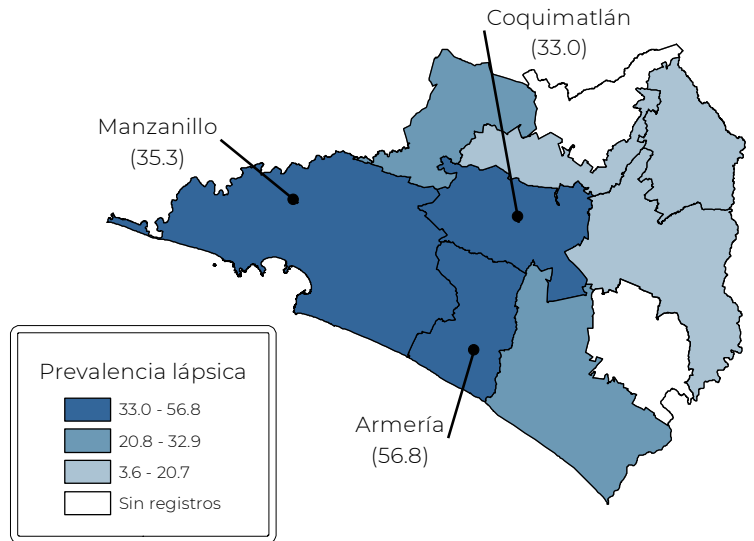 Coquimatlán
(33.0)
Manzanillo
(35.3)
Armería
(56.8)
Prevalencia lápsica
33.0 - 56.8
20.8 - 32.9
3.6 - 20.7
Sin registros